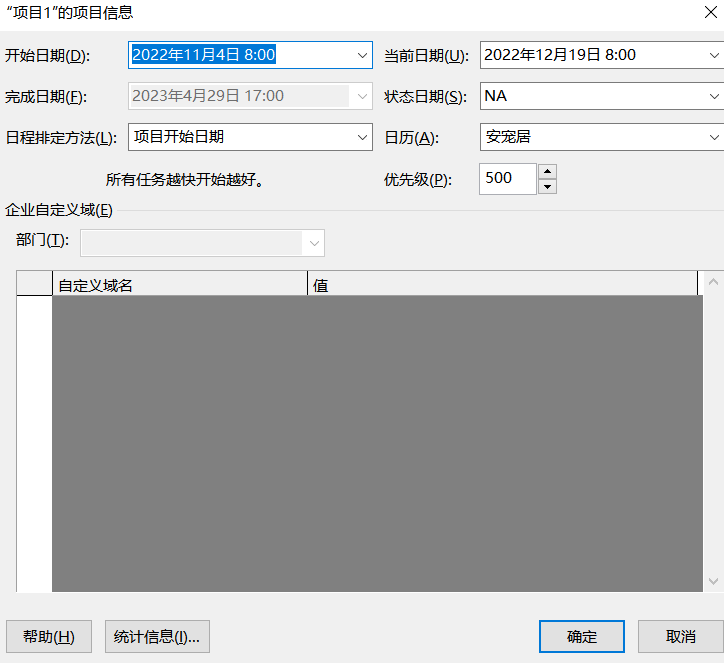 “项目1”的项目信息
开始日期(D): 2022年11月4日 8:00 当前日期(U): 2022年12月19日 8:00
完成日期(F): 2023年4月29日 17:00 状态日期(S): NA
日程排定方法(L): 项目开始日期 日历(A): 安宠居
所有任务越快开始越好。 优先级(P): 500
企业自定义域(E)
部门(T):
自定义域名 值
帮助(H) 统计信息(I)... 确定 取消